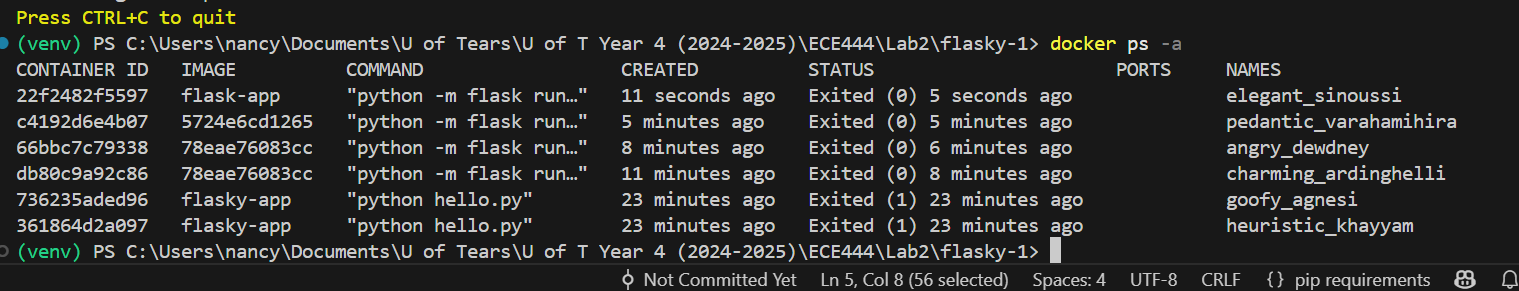 Press CTRL+C to quit
(venv) PS C:\Users\nancy\Documents\U of Tears\U of T Year 4 (2024-2025)\ECE444\Lab2\flasky-1> docker ps -a
CONTAINER ID   IMAGE          COMMAND                  CREATED          STATUS                      PORTS     NAMES
22f2482f5597   flask-app      "python -m flask run…"   11 seconds ago   Exited (0) 5 seconds ago              elegant_sinoussi
c4192d6e4b07   5724e6cd1265   "python -m flask run…"   5 minutes ago    Exited (0) 5 minutes ago              pedantic_varahamihira
66bbc7c79338   78eae76083cc   "python -m flask run…"   8 minutes ago    Exited (0) 6 minutes ago              angry_dewdney
db80c9a92c86   78eae76083cc   "python -m flask run…"   11 minutes ago   Exited (0) 8 minutes ago              charming_ardinghelli
736235aded96   flasky-app     "python hello.py"        23 minutes ago   Exited (1) 23 minutes ago             goofy_agnesi
361864d2a097   flasky-app     "python hello.py"        23 minutes ago   Exited (1) 23 minutes ago             heuristic_khayyam
(venv) PS C:\Users\nancy\Documents\U of Tears\U of T Year 4 (2024-2025)\ECE444\Lab2\flasky-1>
Not Committed Yet   Ln 5, Col 8 (56 selected)   Spaces: 4   UTF-8   CRLF   {} pip requirements